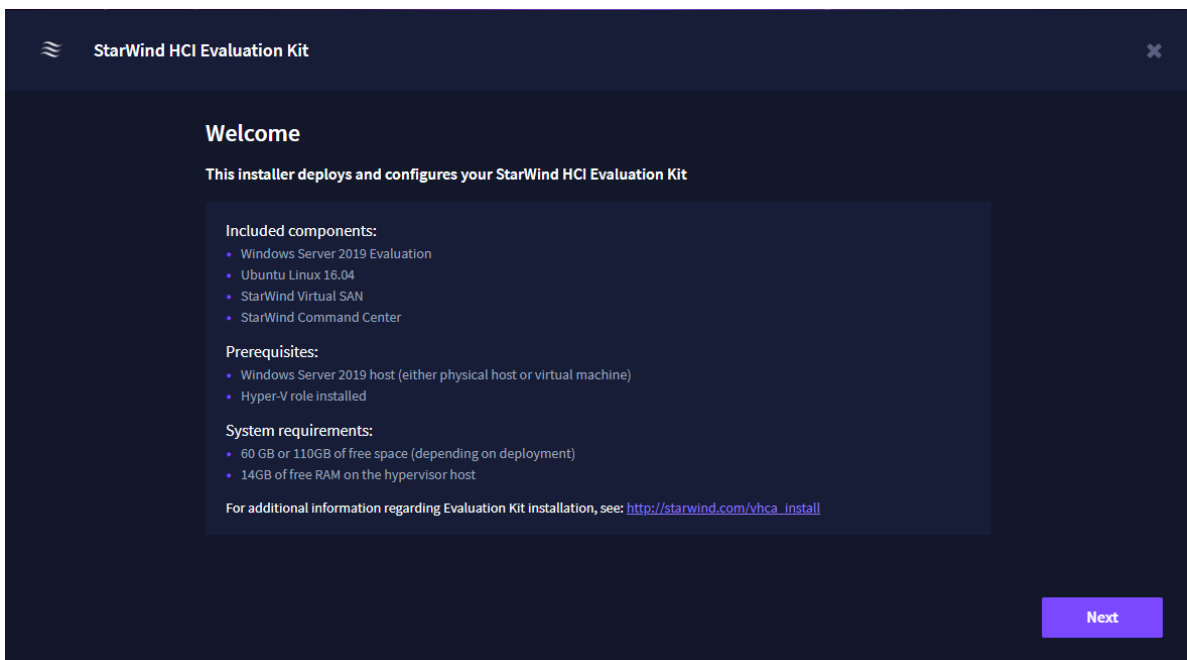 StarWind HCI Evaluation Kit
Welcome
This installer deploys and configures your StarWind HCI Evaluation Kit
Included components:
• Windows Server 2019 Evaluation
• Ubuntu Linux 16.04
• StarWind Virtual SAN
• StarWind Command Center
Prerequisites:
• Windows Server 2019 host (either physical host or virtual machine)
• Hyper-V role installed
System requirements:
• 60 GB or 110GB of free space (depending on deployment)
• 14GB of free RAM on the hypervisor host
For additional information regarding Evaluation Kit installation, see: http://starwind.com/vhca_install
Next